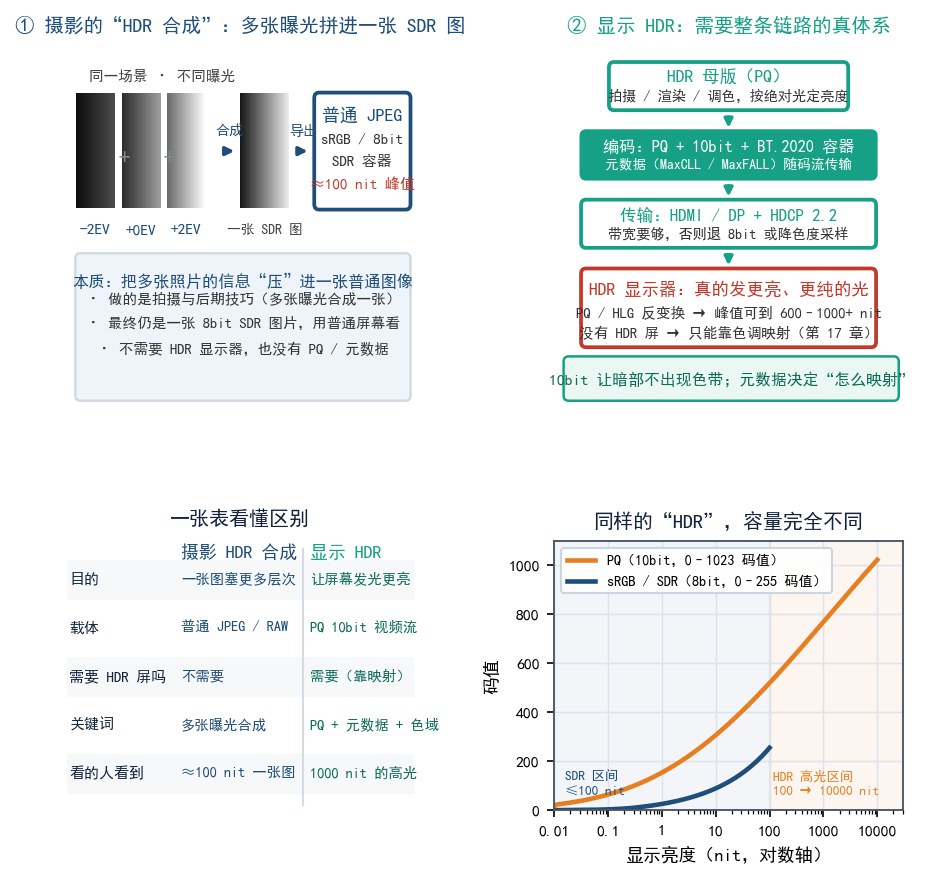 ① 摄影的“HDR 合成”：多张曝光拼进一张 SDR 图
同一场景 · 不同曝光
+
+
合成
导出
普通 JPEG
sRGB / 8bit
SDR 容器
≈100 nit 峰值
−2EV
+0EV
+2EV
一张 SDR 图
本质：把多张照片的信息“压”进一张普通图像
· 做的是拍摄与后期技巧（多张曝光合成一张）
· 最终仍是一张 8bit SDR 图片，用普通屏幕看
· 不需要 HDR 显示器，也没有 PQ / 元数据
② 显示 HDR：需要整条链路的真体系
HDR 母版（PQ）
拍摄 / 渲染 / 调色，按绝对光定亮度
编码：PQ + 10bit + BT.2020 容器
元数据（MaxCLL / MaxFALL）随码流传输
传输：HDMI / DP + HDCP 2.2
带宽要够，否则退 8bit 或降色度采样
HDR 显示器：真的发更亮、更纯的光
PQ / HLG 反变换 → 峰值可到 600–1000+ nit
没有 HDR 屏 → 只能靠色调映射（第 17 章）
10bit 让暗部不出现色带；元数据决定“怎么映射”
一张表看懂区别
摄影 HDR 合成 显示 HDR
目的 一张图塞更多层次 让屏幕发光更亮
载体 普通 JPEG / RAW PQ 10bit 视频流
需要 HDR 屏吗 不需要 需要（靠映射）
关键词 多张曝光合成 PQ + 元数据 + 色域
看的人看到 ≈100 nit 一张图 1000 nit 的高光
同样的“HDR”，容量完全不同
PQ（10bit，0–1023 码值）
sRGB / SDR（8bit，0–255 码值）
码值
1000
800
600
400
200
0
SDR 区间
≤100 nit
HDR 高光区间
100 → 10000 nit
0.01 0.1 1 10 100 1000 10000
显示亮度（nit，对数轴）